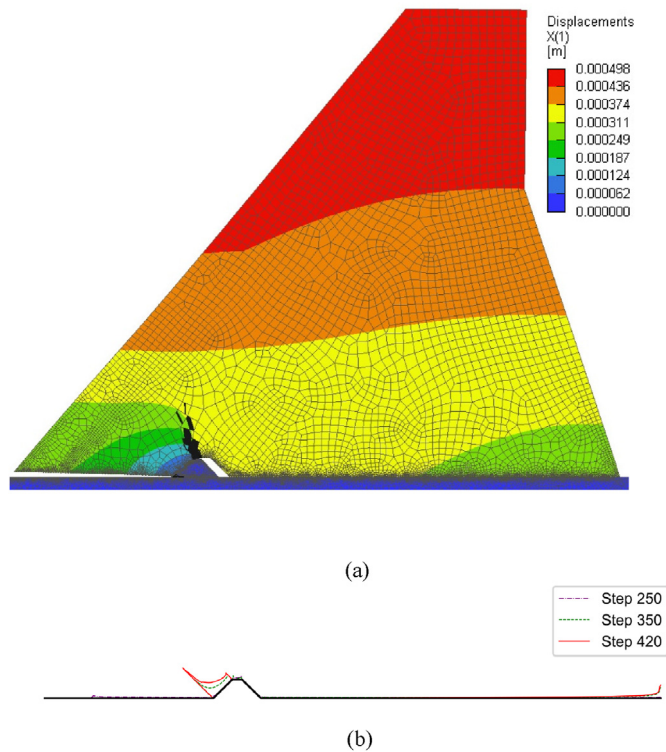 Displacements
X(1)
[m]
0.000498
0.000436
0.000374
0.000311
0.000249
0.000187
0.000124
0.000062
0.000000
(a)
Step 250
Step 350
Step 420
(b)